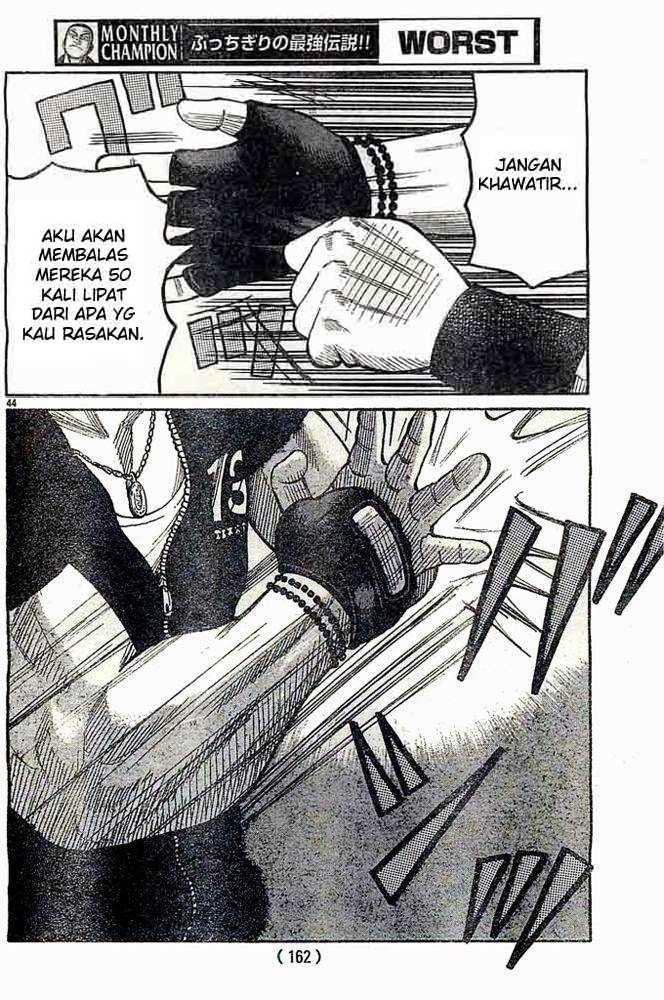 MONTHLY
CHAMPION
ぶっちぎりの最強伝説!!
WORST
JANGAN
KHAWATIR...
AKU AKAN
MEMBALAS
MEREKA 50
KALI LIPAT
DARI APA YG
KAU RASAKAN.
44
13
(162)